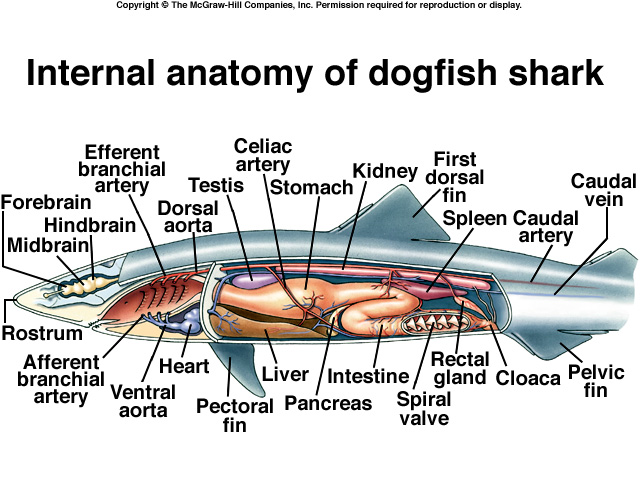 Copyright © The McGraw-Hill Companies, Inc. Permission required for reproduction or display.
Internal anatomy of dogfish shark
Efferent
branchial
artery
Celiac
artery
Testis
Stomach
Kidney
First
dorsal
fin
Caudal
vein
Forebrain
Hindbrain
Midbrain
Dorsal
aorta
Spleen
Caudal
artery
Rostrum
Afferent
branchial
artery
Ventral
aorta
Heart
Pectoral
fin
Liver
Pancreas
Intestine
Spiral
valve
Rectal
gland
Cloaca
Pelvic
fin